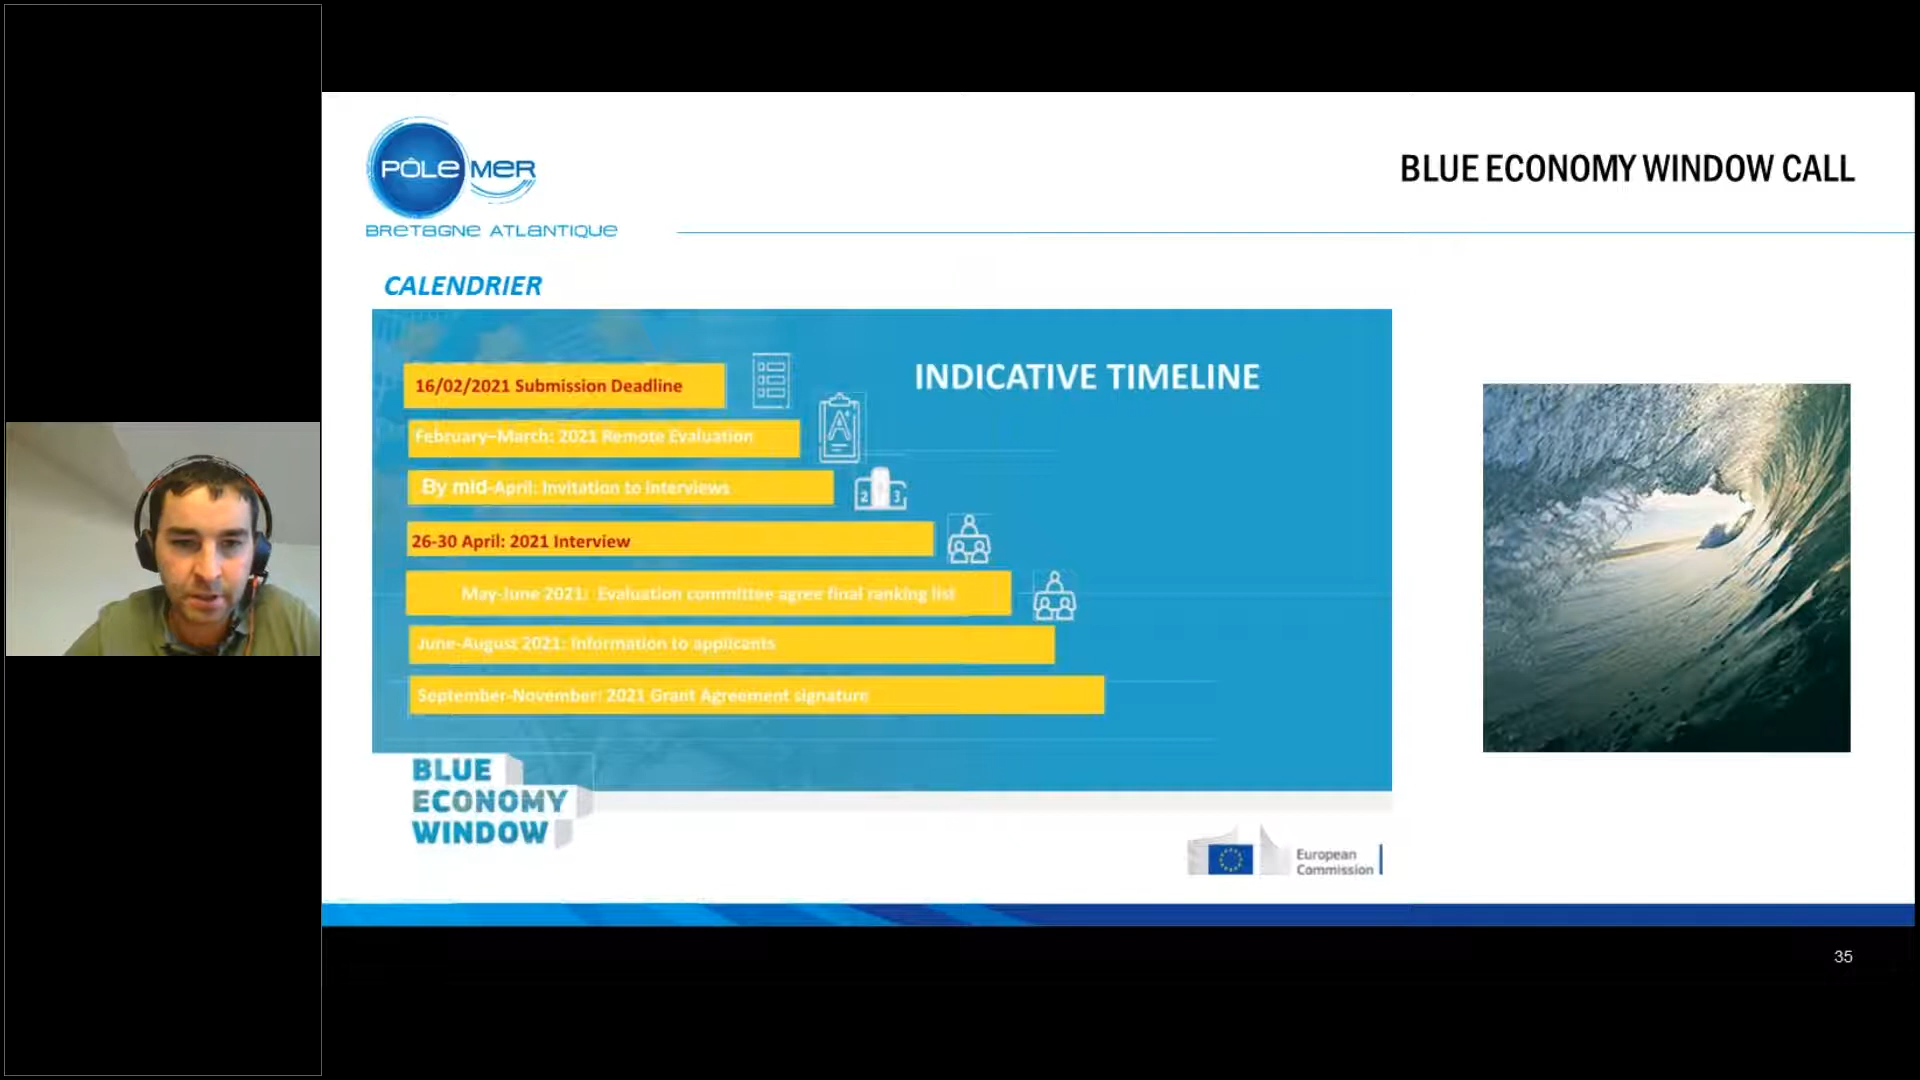 PÔLE MER
BRETAGNE ATLANTIQUE
BLUE ECONOMY WINDOW CALL
CALENDRIER
INDICATIVE TIMELINE
16/02/2021 Submission Deadline
A+
February–March: 2021 Remote Evaluation
By mid-April: Invitation to Interviews
2 3
26-30 April: 2021 Interview
May-June 2021: Evaluation committee agree final ranking list
June-August 2021: Information to applicants
September-November: 2021 Grant Agreement signature
BLUE
ECONOMY
WINDOW
European
Commission
35